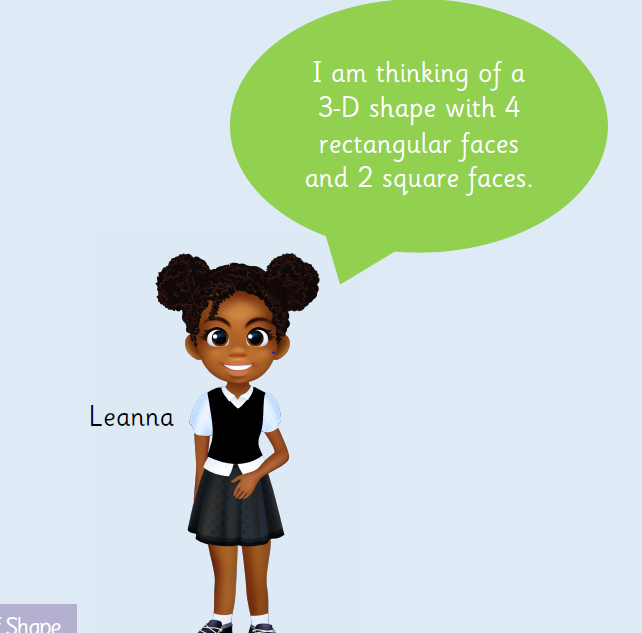 I am thinking of a
3-D shape with 4
rectangular faces
and 2 square faces.
Leanna
Shape